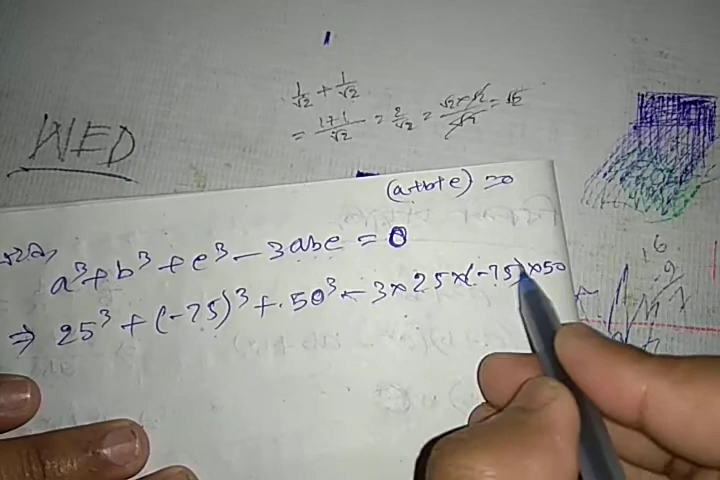 1/√2 + 1/√2
= 1+1/√2 = 2/√2 = √2×√2/√2 = √2
WED
(a+b+c) = 0
a³ + b³ + c³ - 3abc = 0
⇒ 25³ + (-75)³ + 50³ - 3×25×(-75)×50
16